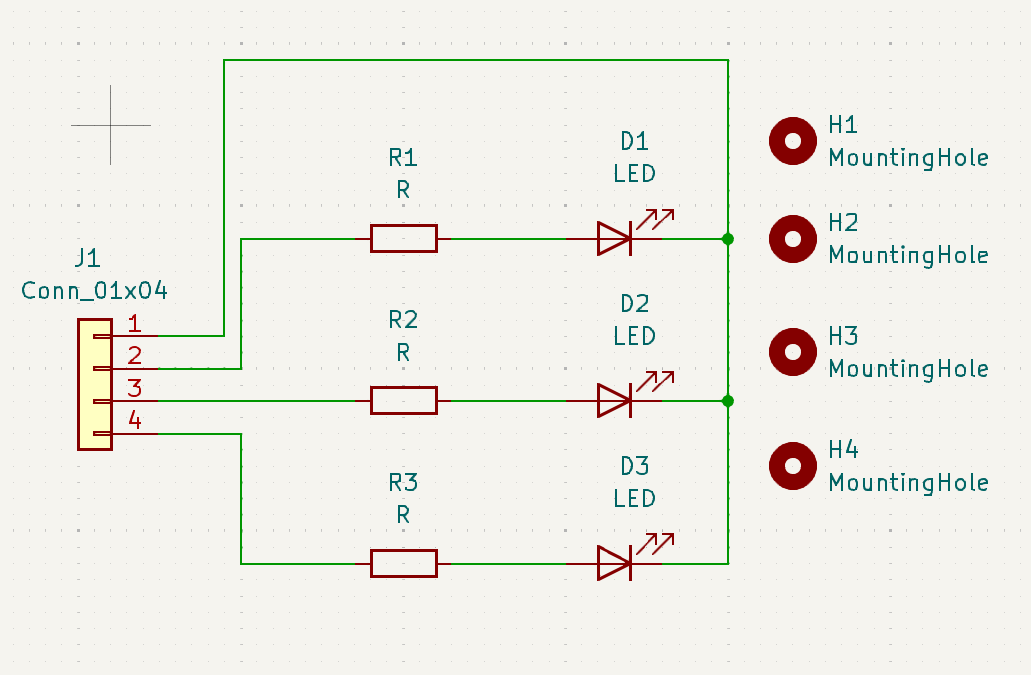 J1
Conn_01x04
1
2
3
4
R1
R
D1
LED
R2
R
D2
LED
R3
R
D3
LED
H1
MountingHole
H2
MountingHole
H3
MountingHole
H4
MountingHole